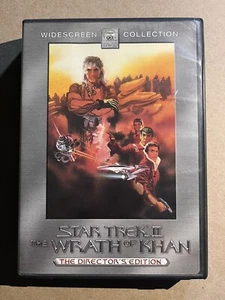 WIDESCREEN COLLECTION
STAR TREK II
THE WRATH OF KHAN
THE DIRECTOR'S EDITION